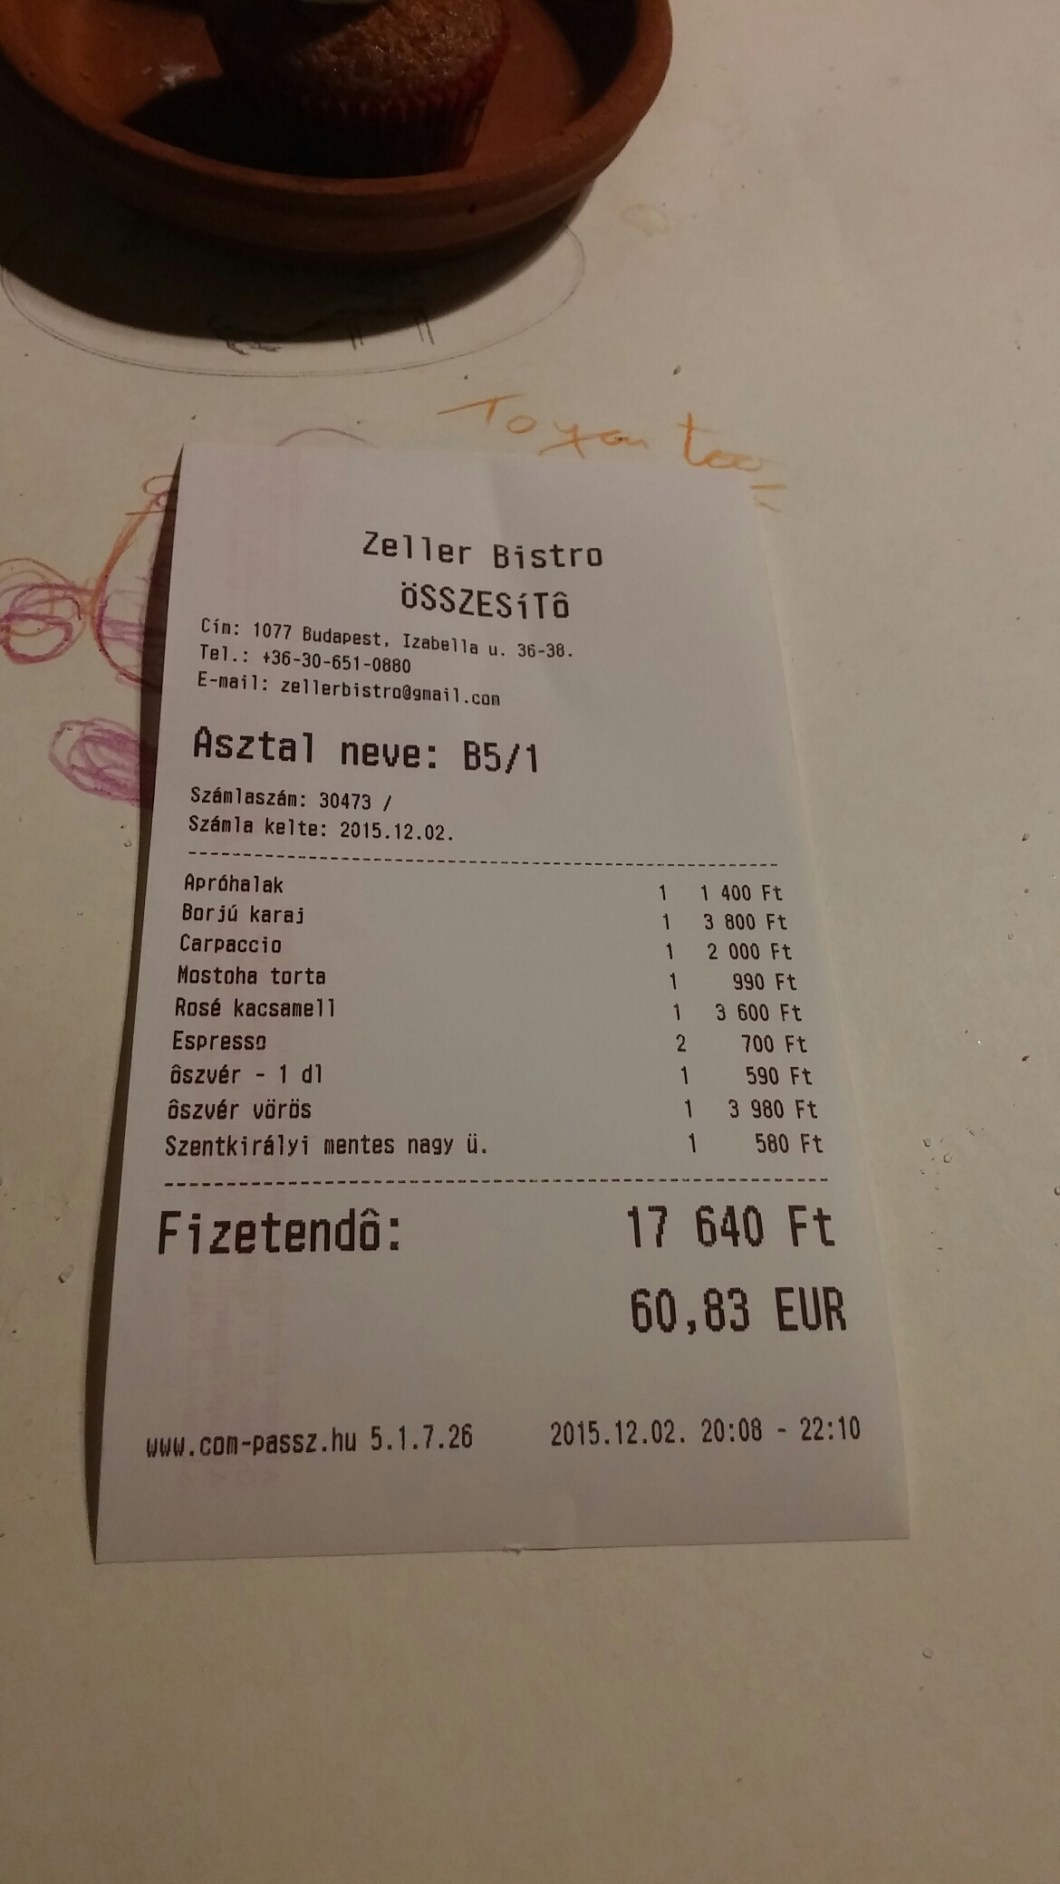 To you too
Zeller Bistro
öSSZESíTô
Cím: 1077 Budapest, Izabella u. 36-38.
Tel.: +36-30-651-0880
E-mail: zellerbistro@gmail.com
Asztal neve: B5/1
Számlaszám: 30473 /
Számla kelte: 2015.12.02.
Apróhalak 1 1 400 Ft
Borjú karaj 1 3 800 Ft
Carpaccio 1 2 000 Ft
Mostoha torta 1 990 Ft
Rosé kacsamell 1 3 600 Ft
Espresso 2 700 Ft
ôszvér - 1 dl 1 590 Ft
ôszvér vörös 1 3 980 Ft
Szentkirályi mentes nagy ü. 1 580 Ft
Fizetendô: 17 640 Ft
60,83 EUR
www.com-passz.hu 5.1.7.26 2015.12.02. 20:08 - 22:10